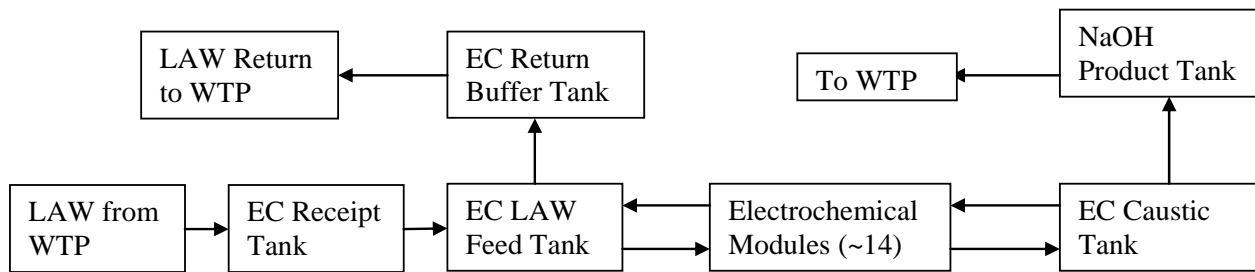 LAW Return
to WTP
EC Return
Buffer Tank
To WTP
NaOH
Product Tank
LAW from
WTP
EC Receipt
Tank
EC LAW
Feed Tank
Electrochemical
Modules (~14)
EC Caustic
Tank